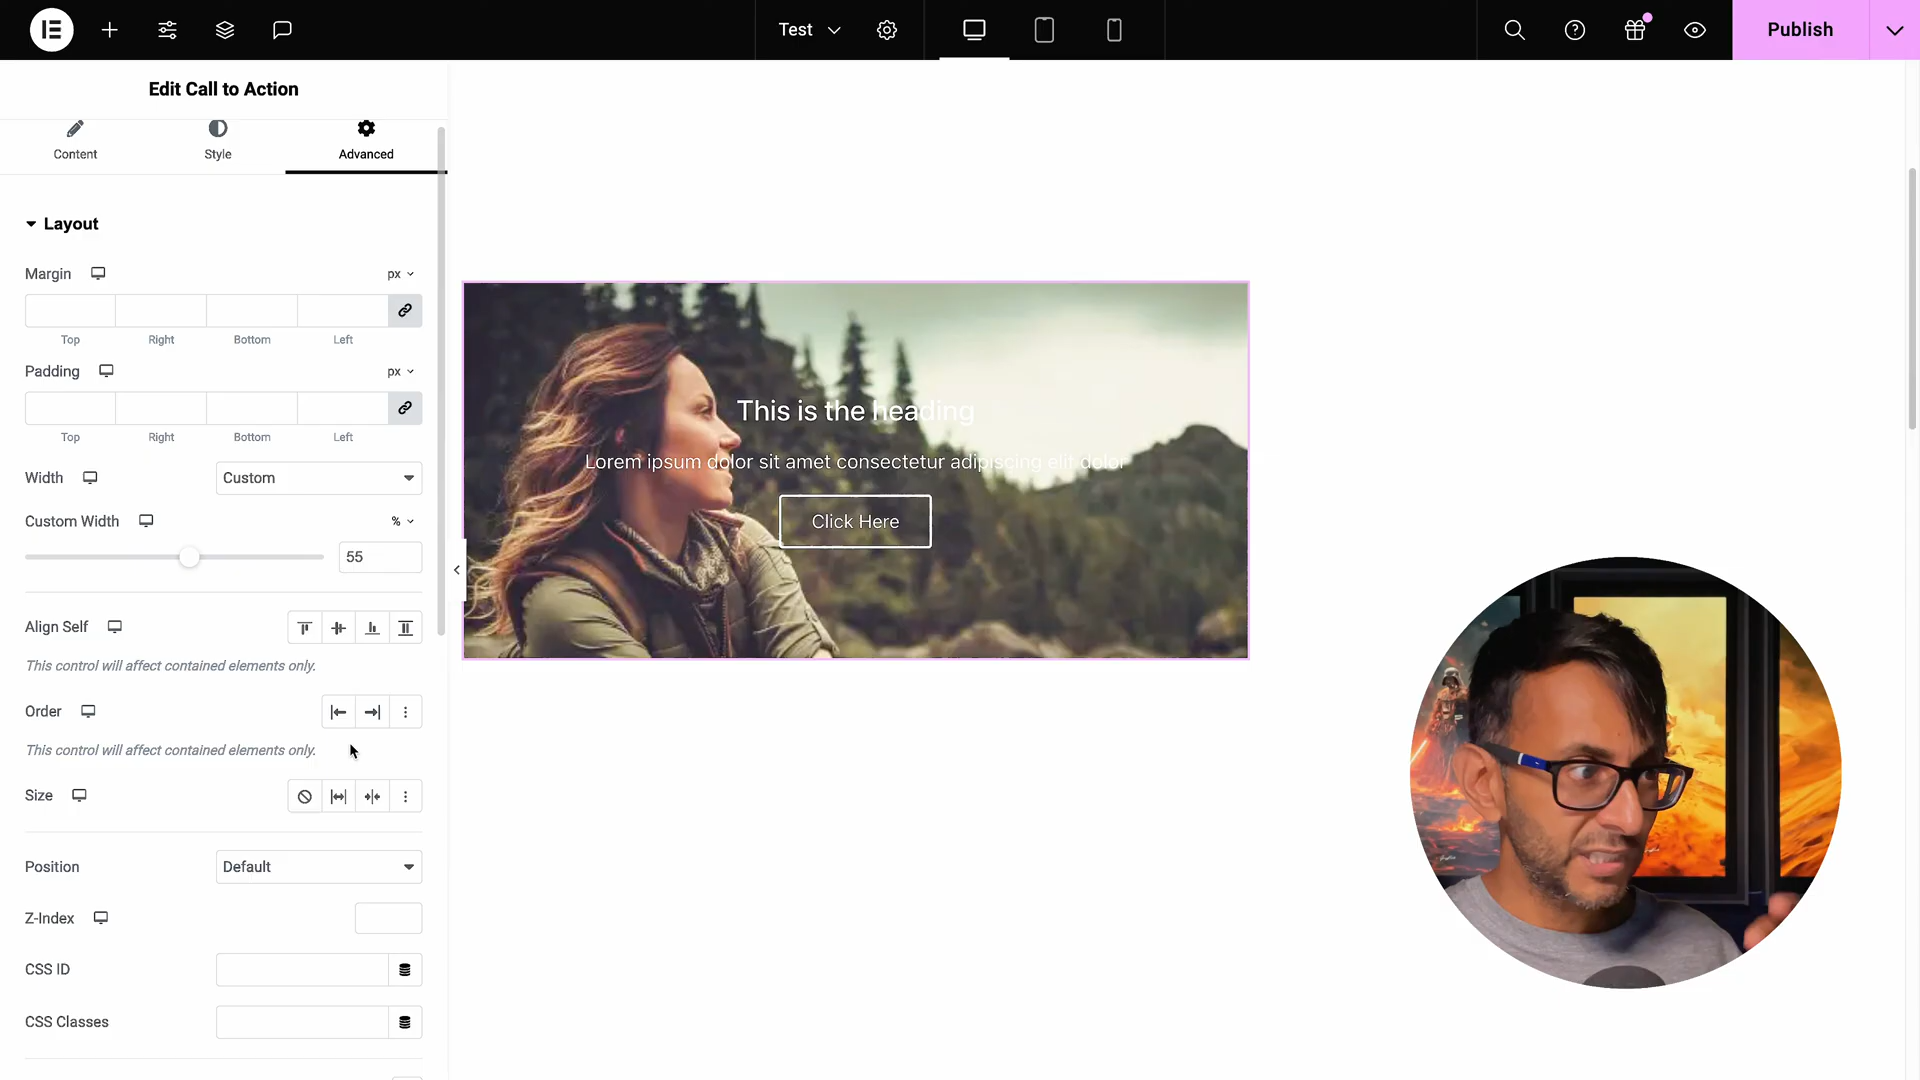 Test
Publish
Edit Call to Action
Content
Style
Advanced
Layout
Margin
px
Top
Right
Bottom
Left
Padding
px
Top
Right
Bottom
Left
Width
Custom
Custom Width
%
55
Align Self
This control will affect contained elements only.
Order
This control will affect contained elements only.
Size
Position
Default
Z-Index
CSS ID
CSS Classes
This is the heading
Lorem ipsum dolor sit amet consectetur adipiscing elit dolor
Click Here